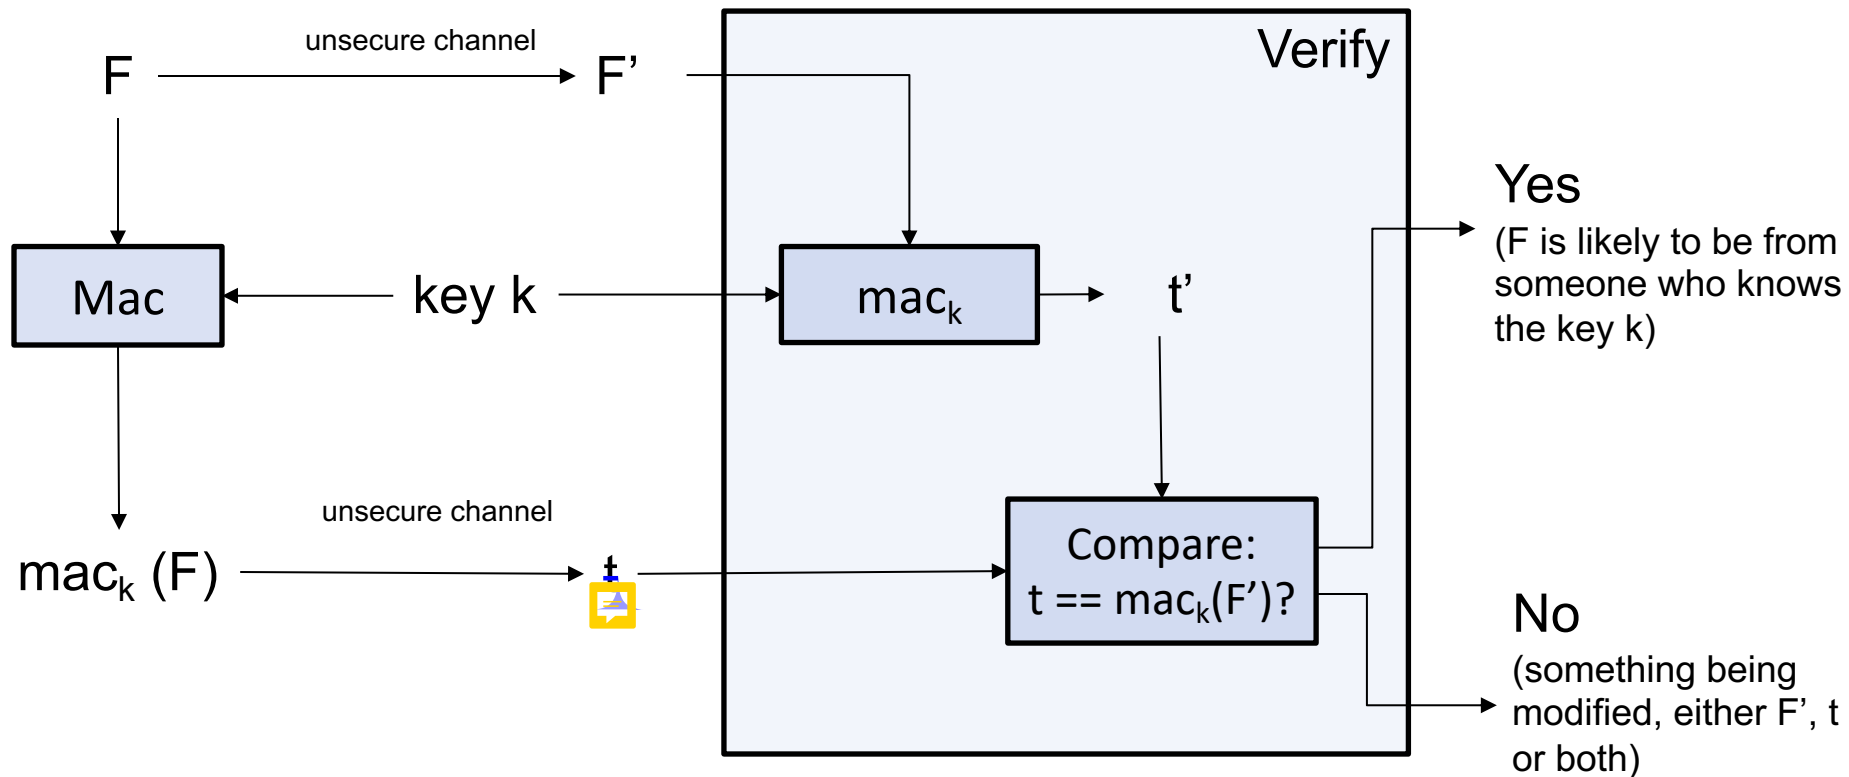 unsecure channel
Verify
F
F’
Yes
(F is likely to be from
someone who knows
the key k)
Mac
key k
macₖ
t’
unsecure channel
Compare:
t == macₖ(F’)?
macₖ (F)
t
No
(something being
modified, either F’, t
or both)